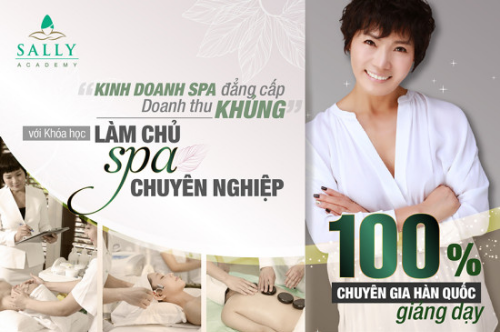 SALLY
ACADEMY
“KINH DOANH SPA đẳng cấp
Doanh thu KHỦNG”
với Khóa học LÀM CHỦ
spa
CHUYÊN NGHIỆP
100%
CHUYÊN GIA HÀN QUỐC
giảng dạy